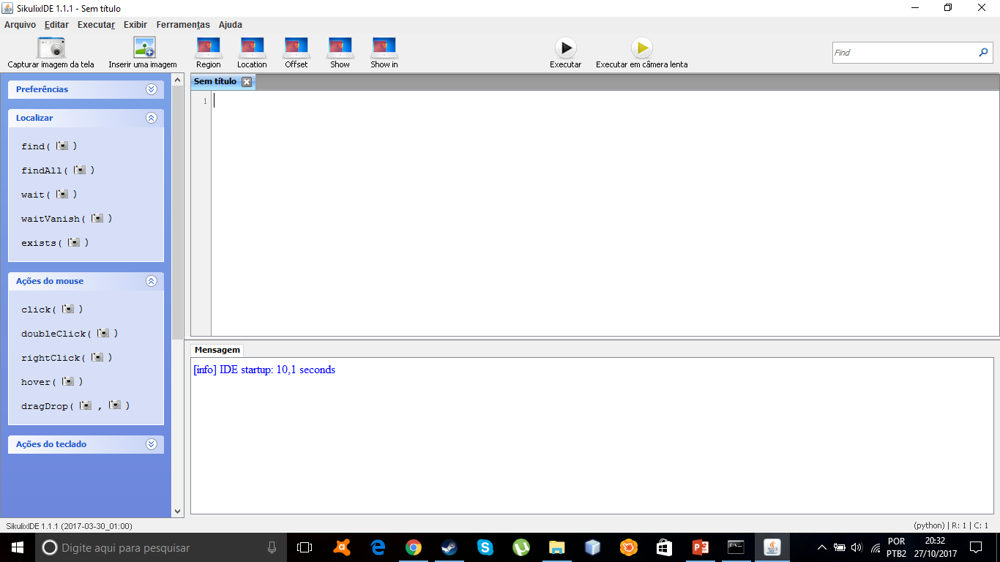 SikulixIDE 1.1.1 - Sem título
Arquivo Editar Executar Exibir Ferramentas Ajuda
Capturar imagem da tela Inserir uma imagem Region Location Offset Show Show in Executar Executar em câmera lenta Find
Preferências
Localizar
find( )
findAll( )
wait( )
waitVanish( )
exists( )
Ações do mouse
click( )
doubleClick( )
rightClick( )
hover( )
dragDrop( , )
Ações do teclado
Sem título
1
Mensagem
[info] IDE startup: 10,1 seconds
SikulixIDE 1.1.1 (2017-03-30_01:00)
(python) | R: 1 | C: 1
Digite aqui para pesquisar
POR
PTB2
20:32
27/10/2017